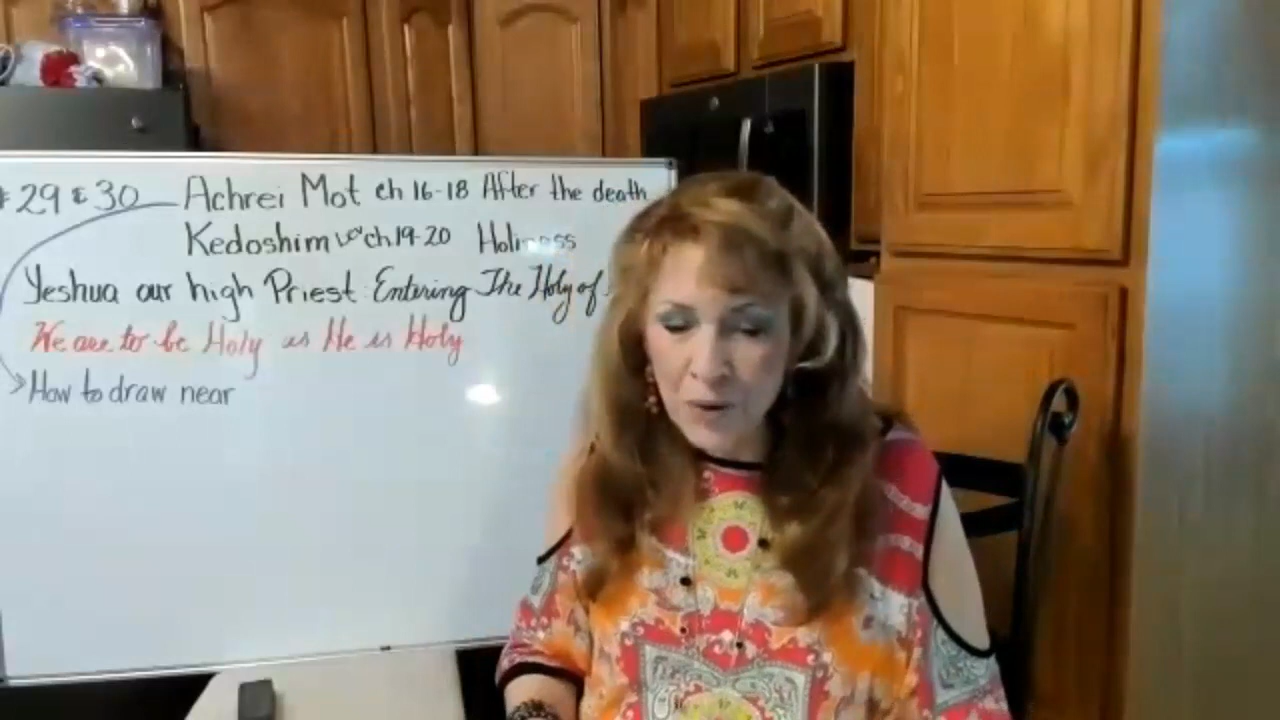 # 29 & 30 Achrei Mot ch 16-18 After the death
Kedoshim ch 19-20 Holiness
Yeshua our high Priest Entering The Holy of
We are to be Holy as He is Holy
How to draw near